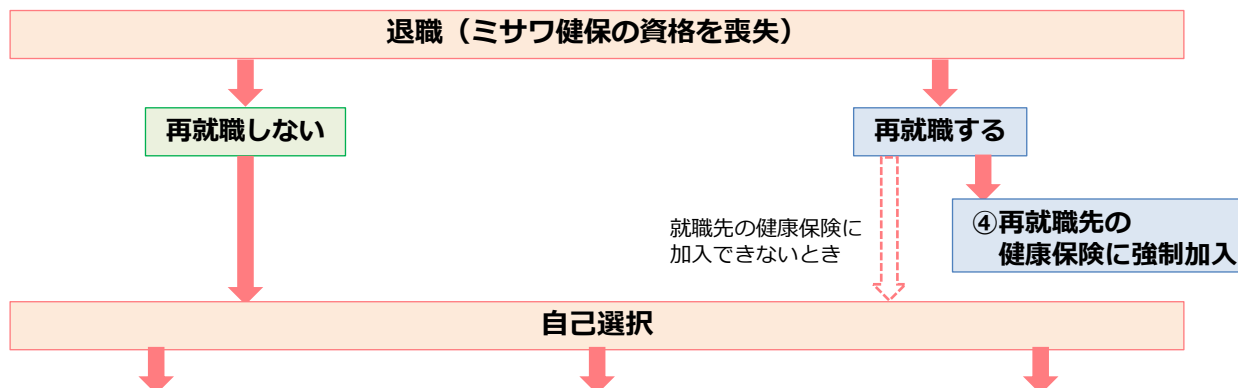 退職（ミサワ健保の資格を喪失）
再就職しない
再就職する
就職先の健康保険に
加入できないとき
④再就職先の
健康保険に強制加入
自己選択